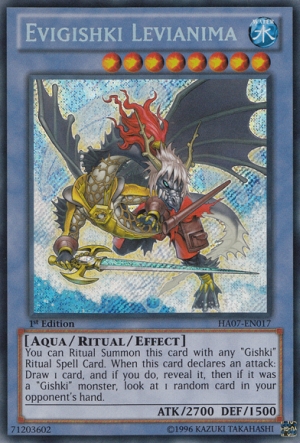 EVIGISHKI LEVIANIMA
WATER
水
1st Edition
HA07-EN017
[AQUA/RITUAL/EFFECT]
You can Ritual Summon this card with any "Gishki"
Ritual Spell Card. When this card declares an attack:
Draw 1 card, and if you do, reveal it, then if it was
a "Gishki" monster, look at 1 random card in your
opponent's hand.
ATK/2700 DEF/1500
71203602
©1996 KAZUKI TAKAHASHI